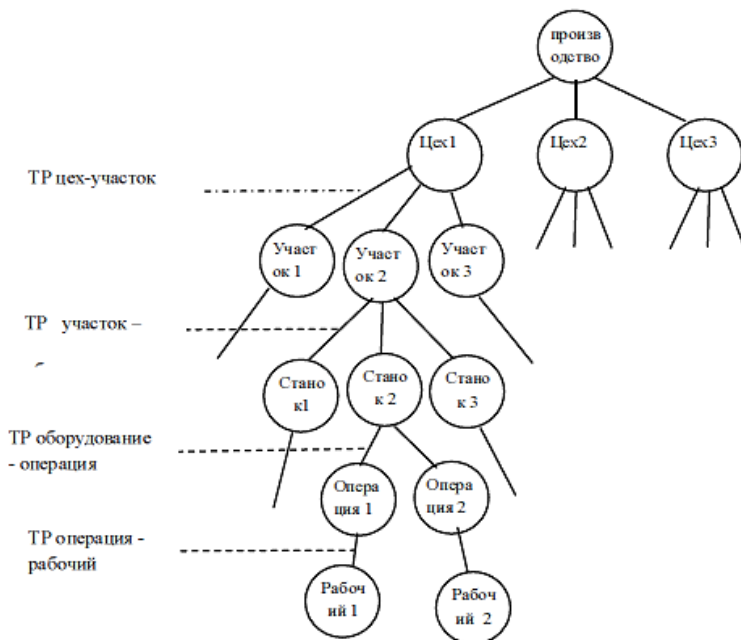 произв
одство
Цех1
Цех2
Цех3
ТР цех-участок
Участ
ок 1
Участ
ок 2
Участ
ок 3
ТР участок –
Стано
к1
Стано
к 2
Стано
к 3
ТР оборудование
- операция
Опера
ция 1
Опера
ция 2
ТР операция -
рабочий
Рабоч
ий 1
Рабоч
ий 2